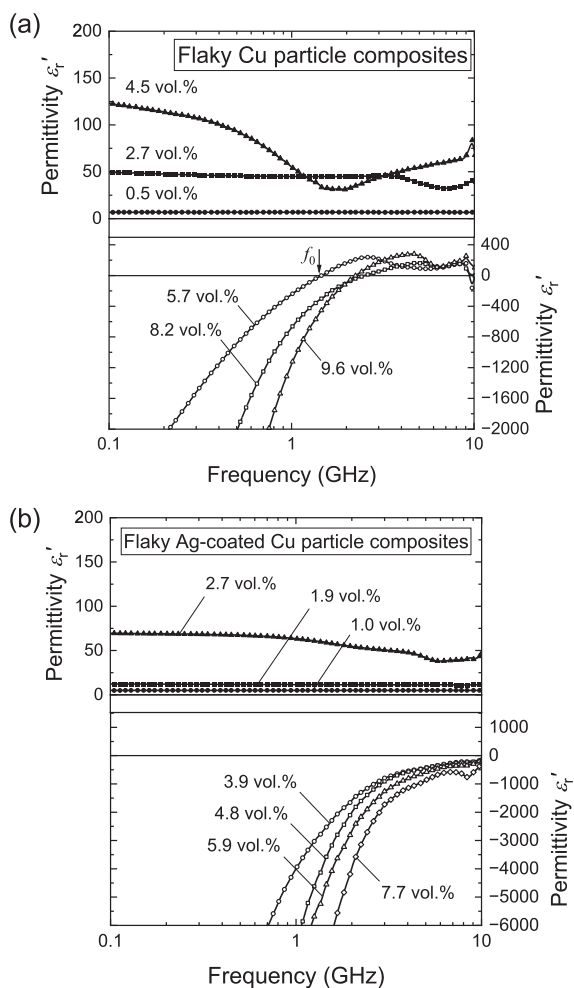 (a)
Flaky Cu particle composites
200
150
100
50
0
Permittivity εr′
4.5 vol.%
2.7 vol.%
0.5 vol.%
f0
400
0
−400
−800
−1200
−1600
−2000
Permittivity εr′
5.7 vol.%
8.2 vol.%
9.6 vol.%
0.1 1 10
Frequency (GHz)
(b)
Flaky Ag-coated Cu particle composites
200
150
100
50
0
Permittivity εr′
2.7 vol.%
1.9 vol.%
1.0 vol.%
1000
0
−1000
−2000
−3000
−4000
−5000
−6000
Permittivity εr′
3.9 vol.%
4.8 vol.%
5.9 vol.%
7.7 vol.%
0.1 1 10
Frequency (GHz)